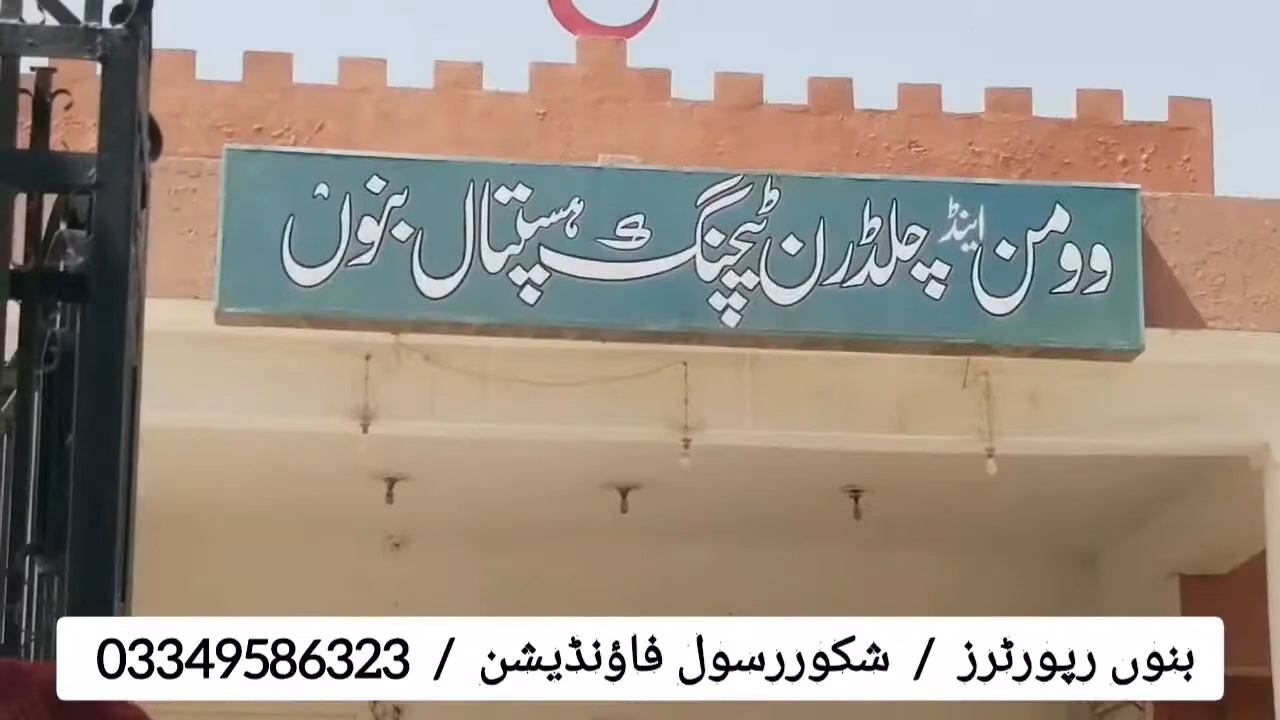 وومن اینڈ چلڈرن ٹیچنگ ہسپتال بنوں
بنوں رپورٹرز / شکوررسول فاؤنڈیشن / 03349586323